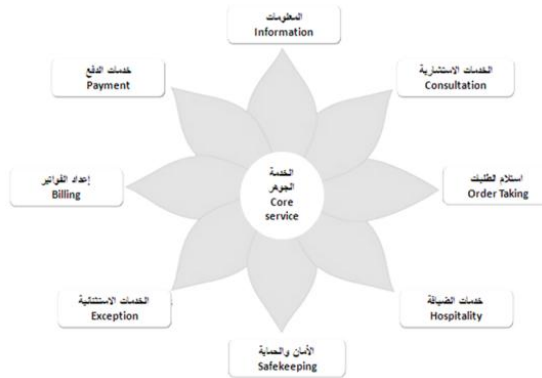 المعلومات
Information
خدمات الدفع
Payment
الخدمات الاستشارية
Consultation
إعداد الفواتير
Billing
الخدمة
الجوهر
Core
service
استلام الطلبات
Order Taking
الخدمات الاستثنائية
Exception
خدمات الضيافة
Hospitality
الأمان والحماية
Safekeeping